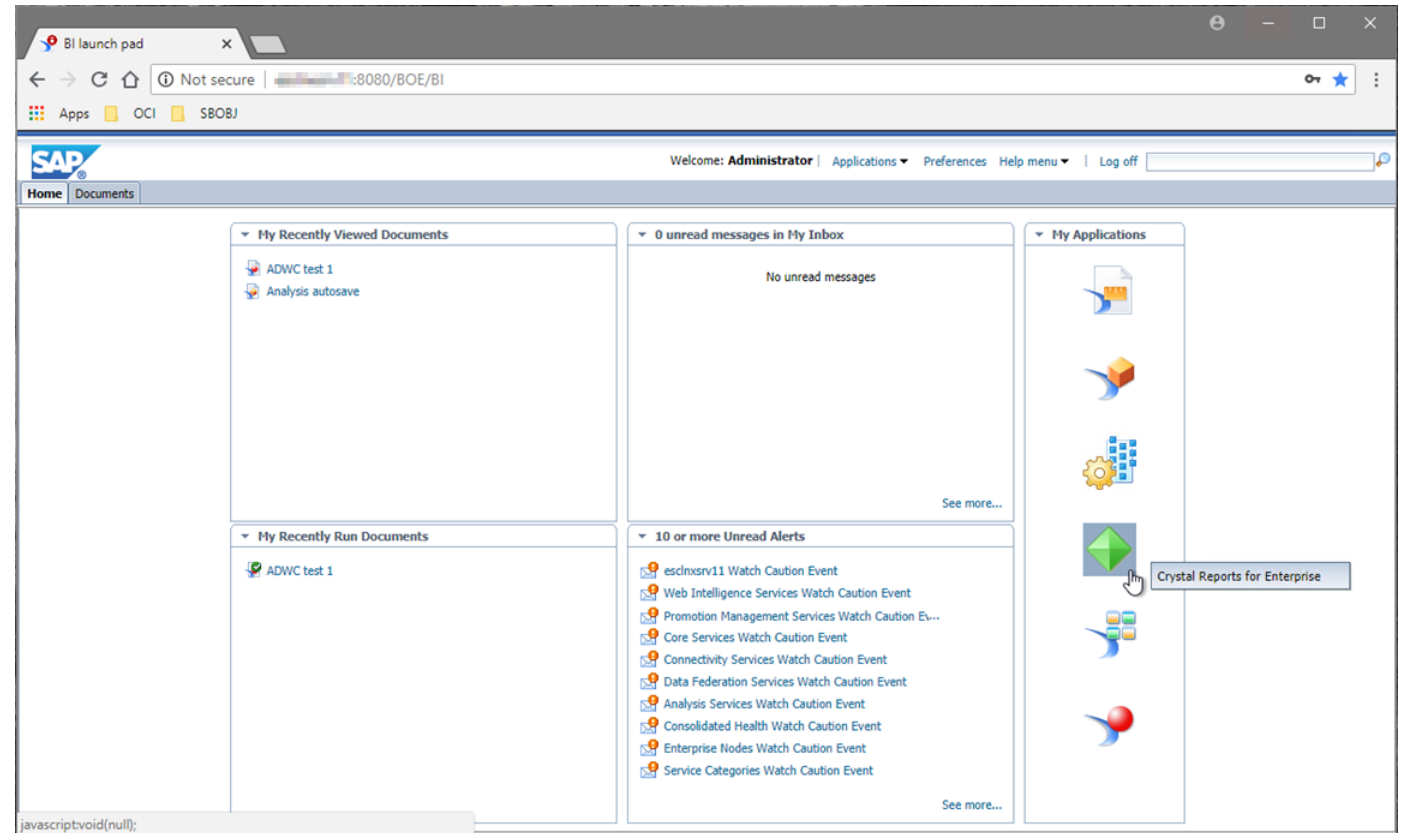 BI launch pad
Not secure | :8080/BOE/BI
Apps OCI SBOBJ
SAP ®
Welcome: Administrator | Applications Preferences Help menu | Log off
Home Documents
My Recently Viewed Documents
ADWC test 1
Analysis autosave
0 unread messages in My Inbox
No unread messages
See more...
My Applications
Crystal Reports for Enterprise
My Recently Run Documents
ADWC test 1
10 or more Unread Alerts
esclnxsrv11 Watch Caution Event
Web Intelligence Services Watch Caution Event
Promotion Management Services Watch Caution Ev...
Core Services Watch Caution Event
Connectivity Services Watch Caution Event
Data Federation Services Watch Caution Event
Analysis Services Watch Caution Event
Consolidated Health Watch Caution Event
Enterprise Nodes Watch Caution Event
Service Categories Watch Caution Event
See more...
javascript:void(null);